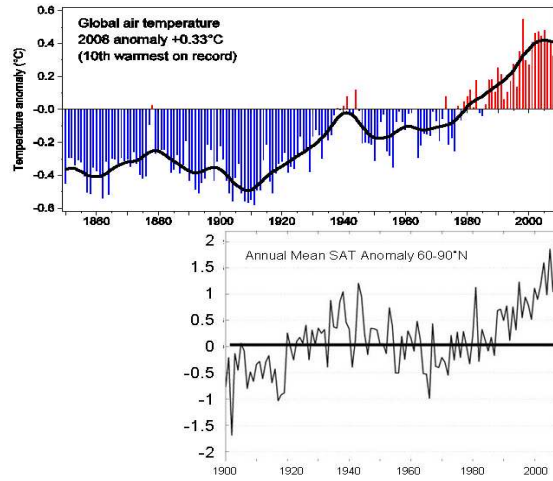 Global air temperature
2008 anomaly +0.33°C
(10th warmest on record)
Temperature anomaly (°C)
0.6
0.4
0.2
-0.0
-0.2
-0.4
-0.6
1860 1880 1900 1920 1940 1960 1980 2000
Annual Mean SAT Anomaly 60-90°N
2
1.5
1
0.5
0
-0.5
-1
-1.5
-2
1900 1920 1940 1960 1980 2000